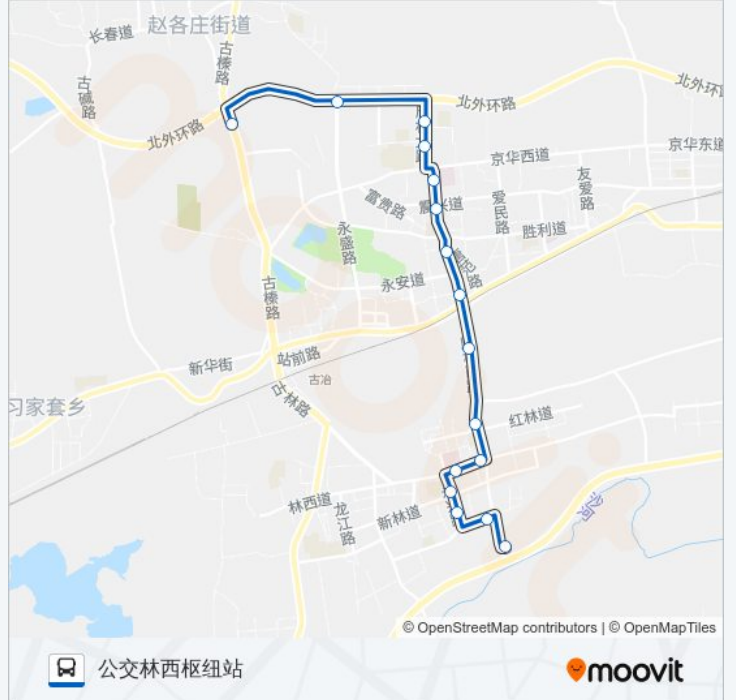 赵各庄街道
长春道
古榛路
古碱路
北外环路
北外环路
北外环
京华西道
京华东道
友爱路
爱民路
富贵路
永盛路
胜利道
永安道
古榛路
新华街
站前路
古冶
习家套乡
古林路
红林道
林西道
龙江路
新林道
沙河
© OpenStreetMap contributors | © OpenMapTiles
公交林西枢纽站
moovit